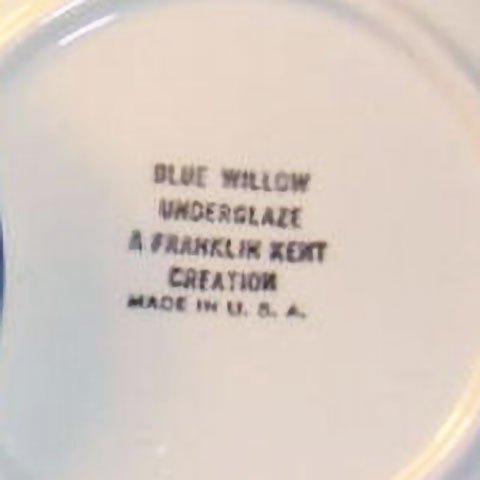 BLUE WILLOW
UNDERGLAZE
A FRANKLIN KENT
CREATION
MADE IN U. S. A.